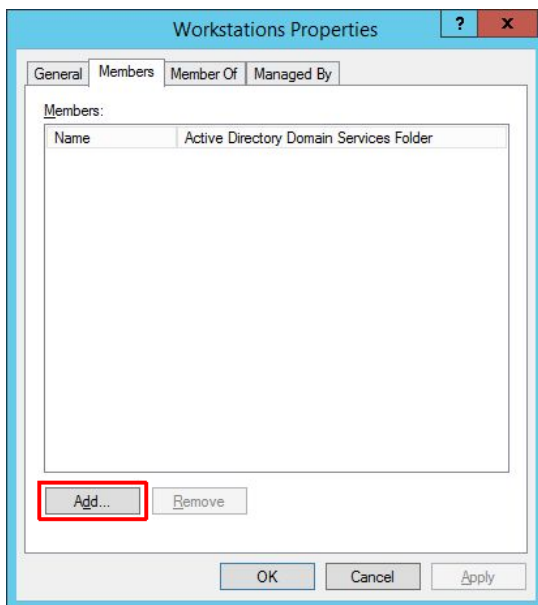 Workstations Properties ? x
General Members Member Of Managed By
Members:
Name Active Directory Domain Services Folder
Add... Remove
OK Cancel Apply